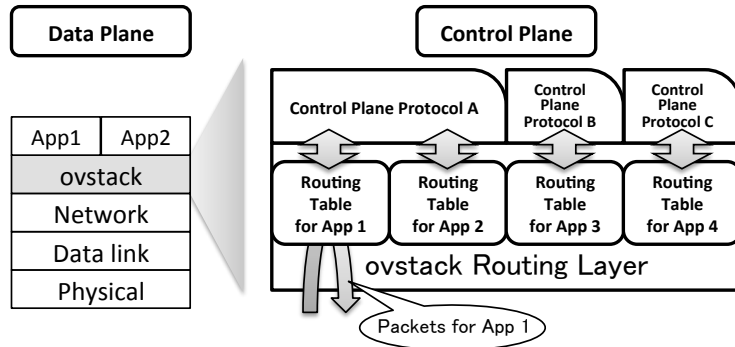 Data Plane
Control Plane
App1
App2
ovstack
Network
Data link
Physical
Control Plane Protocol A
Control
Plane
Protocol B
Control
Plane
Protocol C
Routing
Table
for App 1
Routing
Table
for App 2
Routing
Table
for App 3
Routing
Table
for App 4
ovstack Routing Layer
Packets for App 1